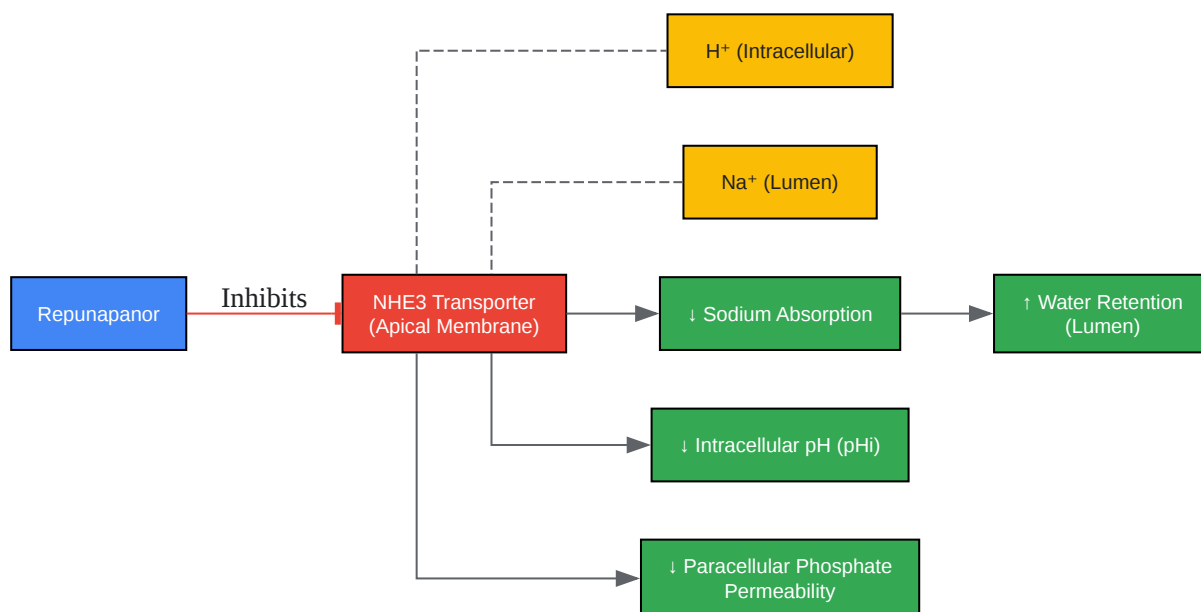 H⁺ (Intracellular)
Na⁺ (Lumen)
Repunapanor
Inhibits
NHE3 Transporter
(Apical Membrane)
↓ Sodium Absorption
↑ Water Retention
(Lumen)
↓ Intracellular pH (pHi)
↓ Paracellular Phosphate
Permeability